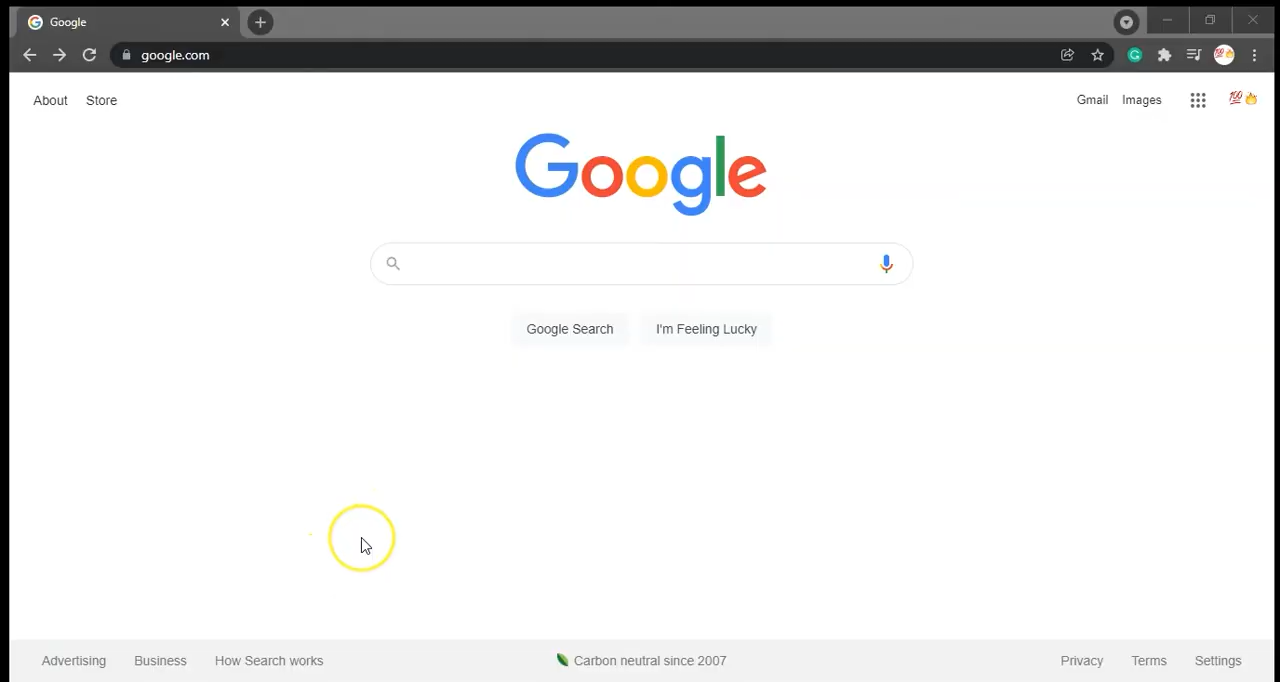 Google
google.com
About Store
Gmail Images 💯🔥
Google
Google Search I'm Feeling Lucky
Advertising Business How Search works
Carbon neutral since 2007
Privacy Terms Settings